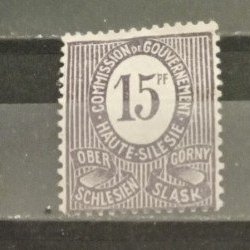 COMMISSION DE GOUVERNEMENT
HAUTE-SILESIE
15 PF
OBER
SCHLESIEN
GORNY
SLASK